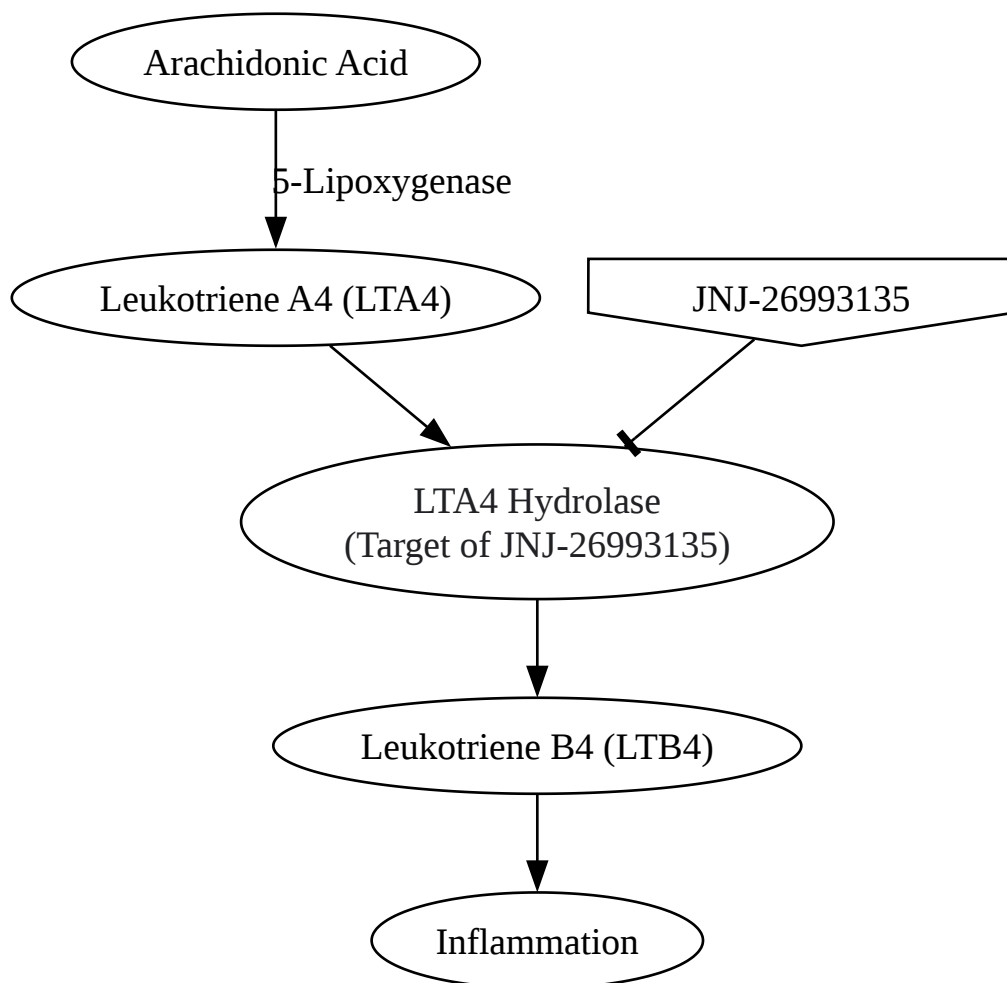 Arachidonic Acid
5-Lipoxygenase
Leukotriene A4 (LTA4)
JNJ-26993135
LTA4 Hydrolase
(Target of JNJ-26993135)
Leukotriene B4 (LTB4)
Inflammation